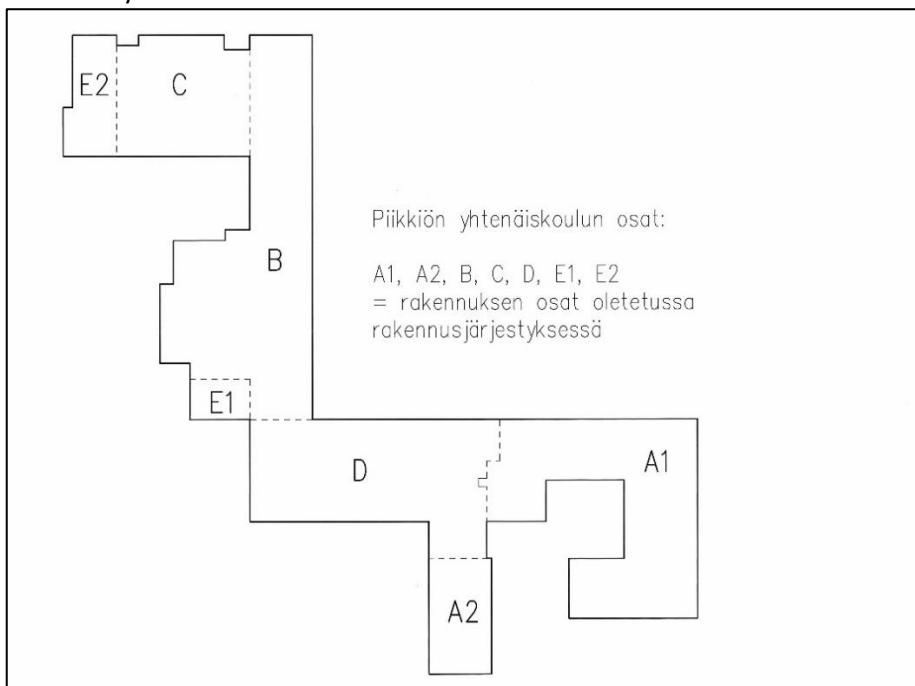 E2
C
B
Piikkiön yhtenäiskoulun osat:
A1, A2, B, C, D, E1, E2
= rakennuksen osat oletetussa
rakennusjärjestyksessä
E1
D
A1
A2